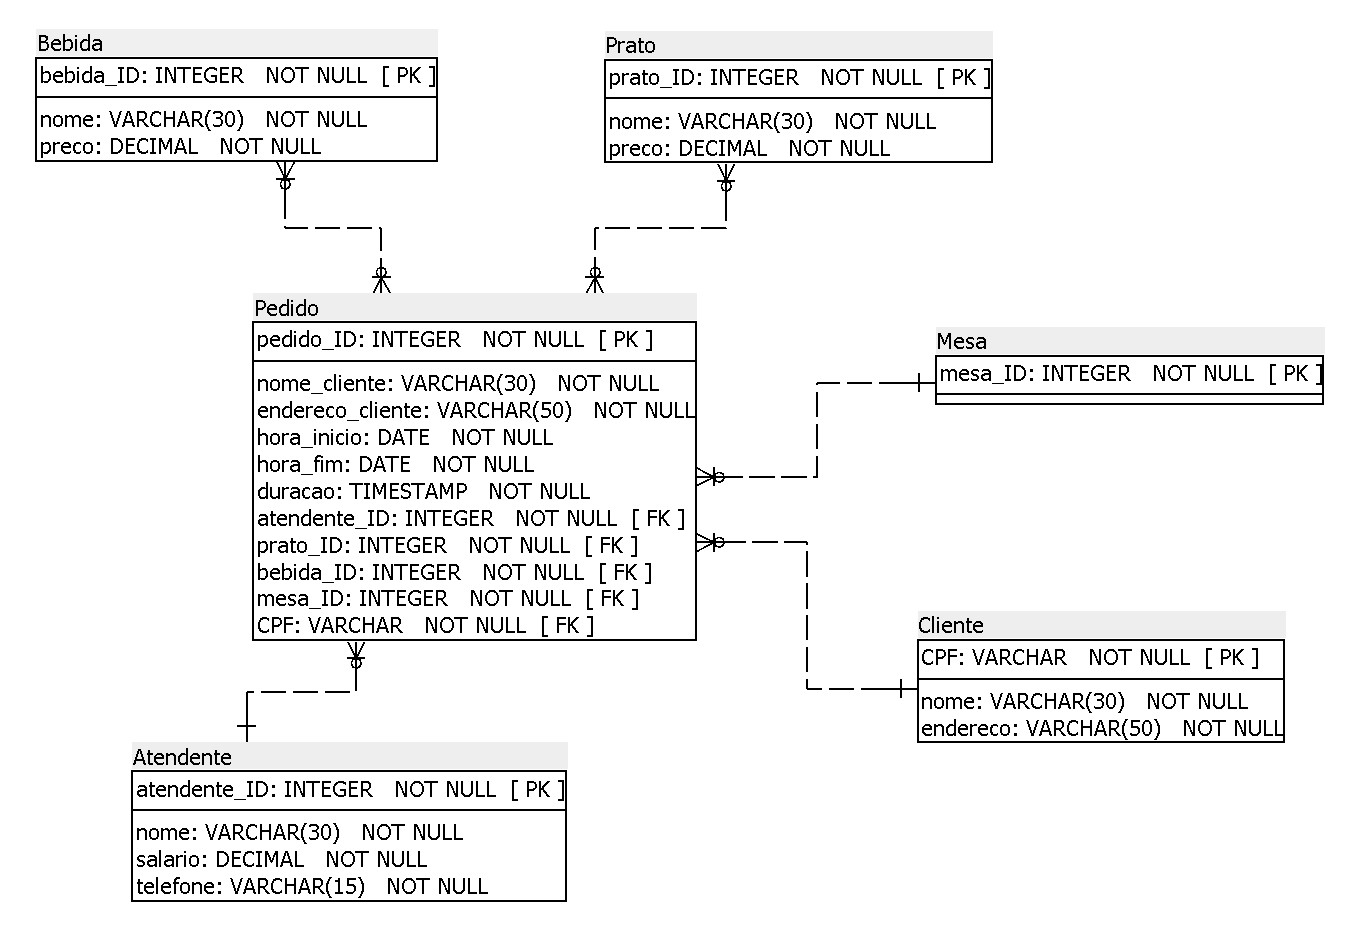 Bebida
bebida_ID: INTEGER NOT NULL [ PK ]
nome: VARCHAR(30) NOT NULL
preco: DECIMAL NOT NULL
Prato
prato_ID: INTEGER NOT NULL [ PK ]
nome: VARCHAR(30) NOT NULL
preco: DECIMAL NOT NULL
Pedido
pedido_ID: INTEGER NOT NULL [ PK ]
nome_cliente: VARCHAR(30) NOT NULL
endereco_cliente: VARCHAR(50) NOT NULL
hora_inicio: DATE NOT NULL
hora_fim: DATE NOT NULL
duracao: TIMESTAMP NOT NULL
atendente_ID: INTEGER NOT NULL [ FK ]
prato_ID: INTEGER NOT NULL [ FK ]
bebida_ID: INTEGER NOT NULL [ FK ]
mesa_ID: INTEGER NOT NULL [ FK ]
CPF: VARCHAR NOT NULL [ FK ]
Mesa
mesa_ID: INTEGER NOT NULL [ PK ]
Cliente
CPF: VARCHAR NOT NULL [ PK ]
nome: VARCHAR(30) NOT NULL
endereco: VARCHAR(50) NOT NULL
Atendente
atendente_ID: INTEGER NOT NULL [ PK ]
nome: VARCHAR(30) NOT NULL
salario: DECIMAL NOT NULL
telefone: VARCHAR(15) NOT NULL